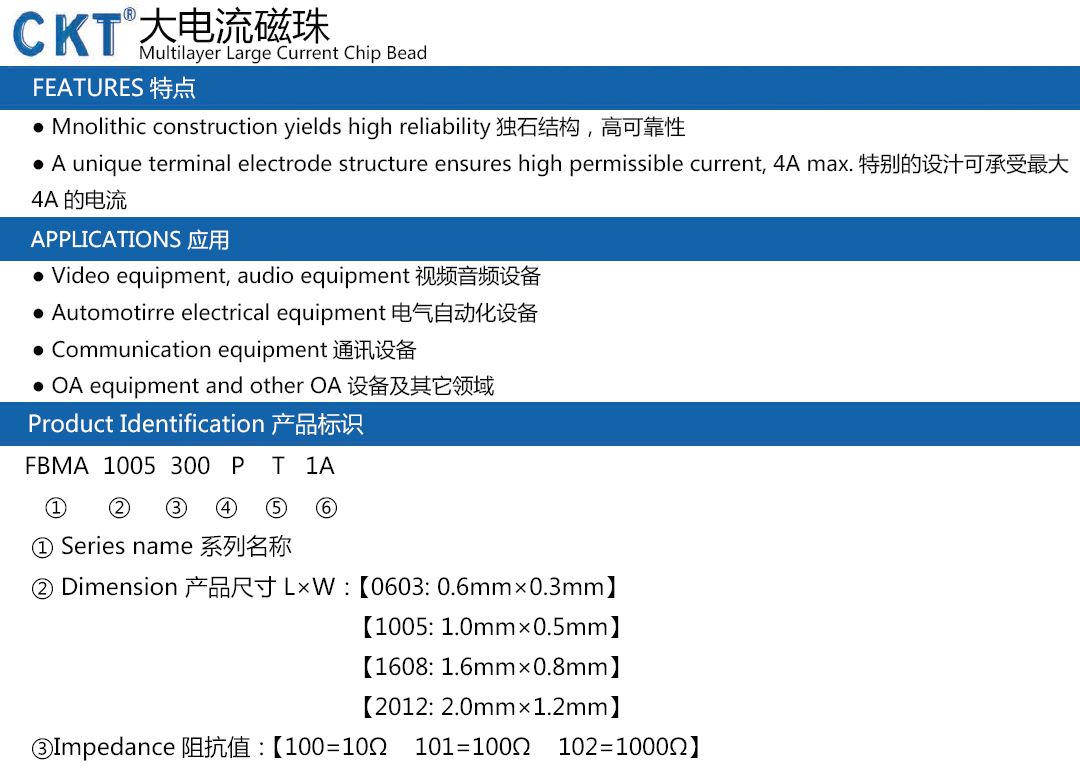 CKT® 大电流磁珠
Multilayer Large Current Chip Bead
FEATURES 特点
● Mnolithic construction yields high reliability 独石结构，高可靠性
● A unique terminal electrode structure ensures high permissible current, 4A max. 特别的设汁可承受最大
4A 的电流
APPLICATIONS 应用
● Video equipment, audio equipment 视频音频设备
● Automotirre electrical equipment 电气自动化设备
● Communication equipment 通讯设备
● OA equipment and other OA 设备及其它领域
Product Identification 产品标识
FBMA 1005 300 P T 1A
① ② ③ ④ ⑤ ⑥
① Series name 系列名称
② Dimension 产品尺寸 L×W：【0603: 0.6mm×0.3mm】
【1005: 1.0mm×0.5mm】
【1608: 1.6mm×0.8mm】
【2012: 2.0mm×1.2mm】
③Impedance 阻抗值：【100=10Ω 101=100Ω 102=1000Ω】